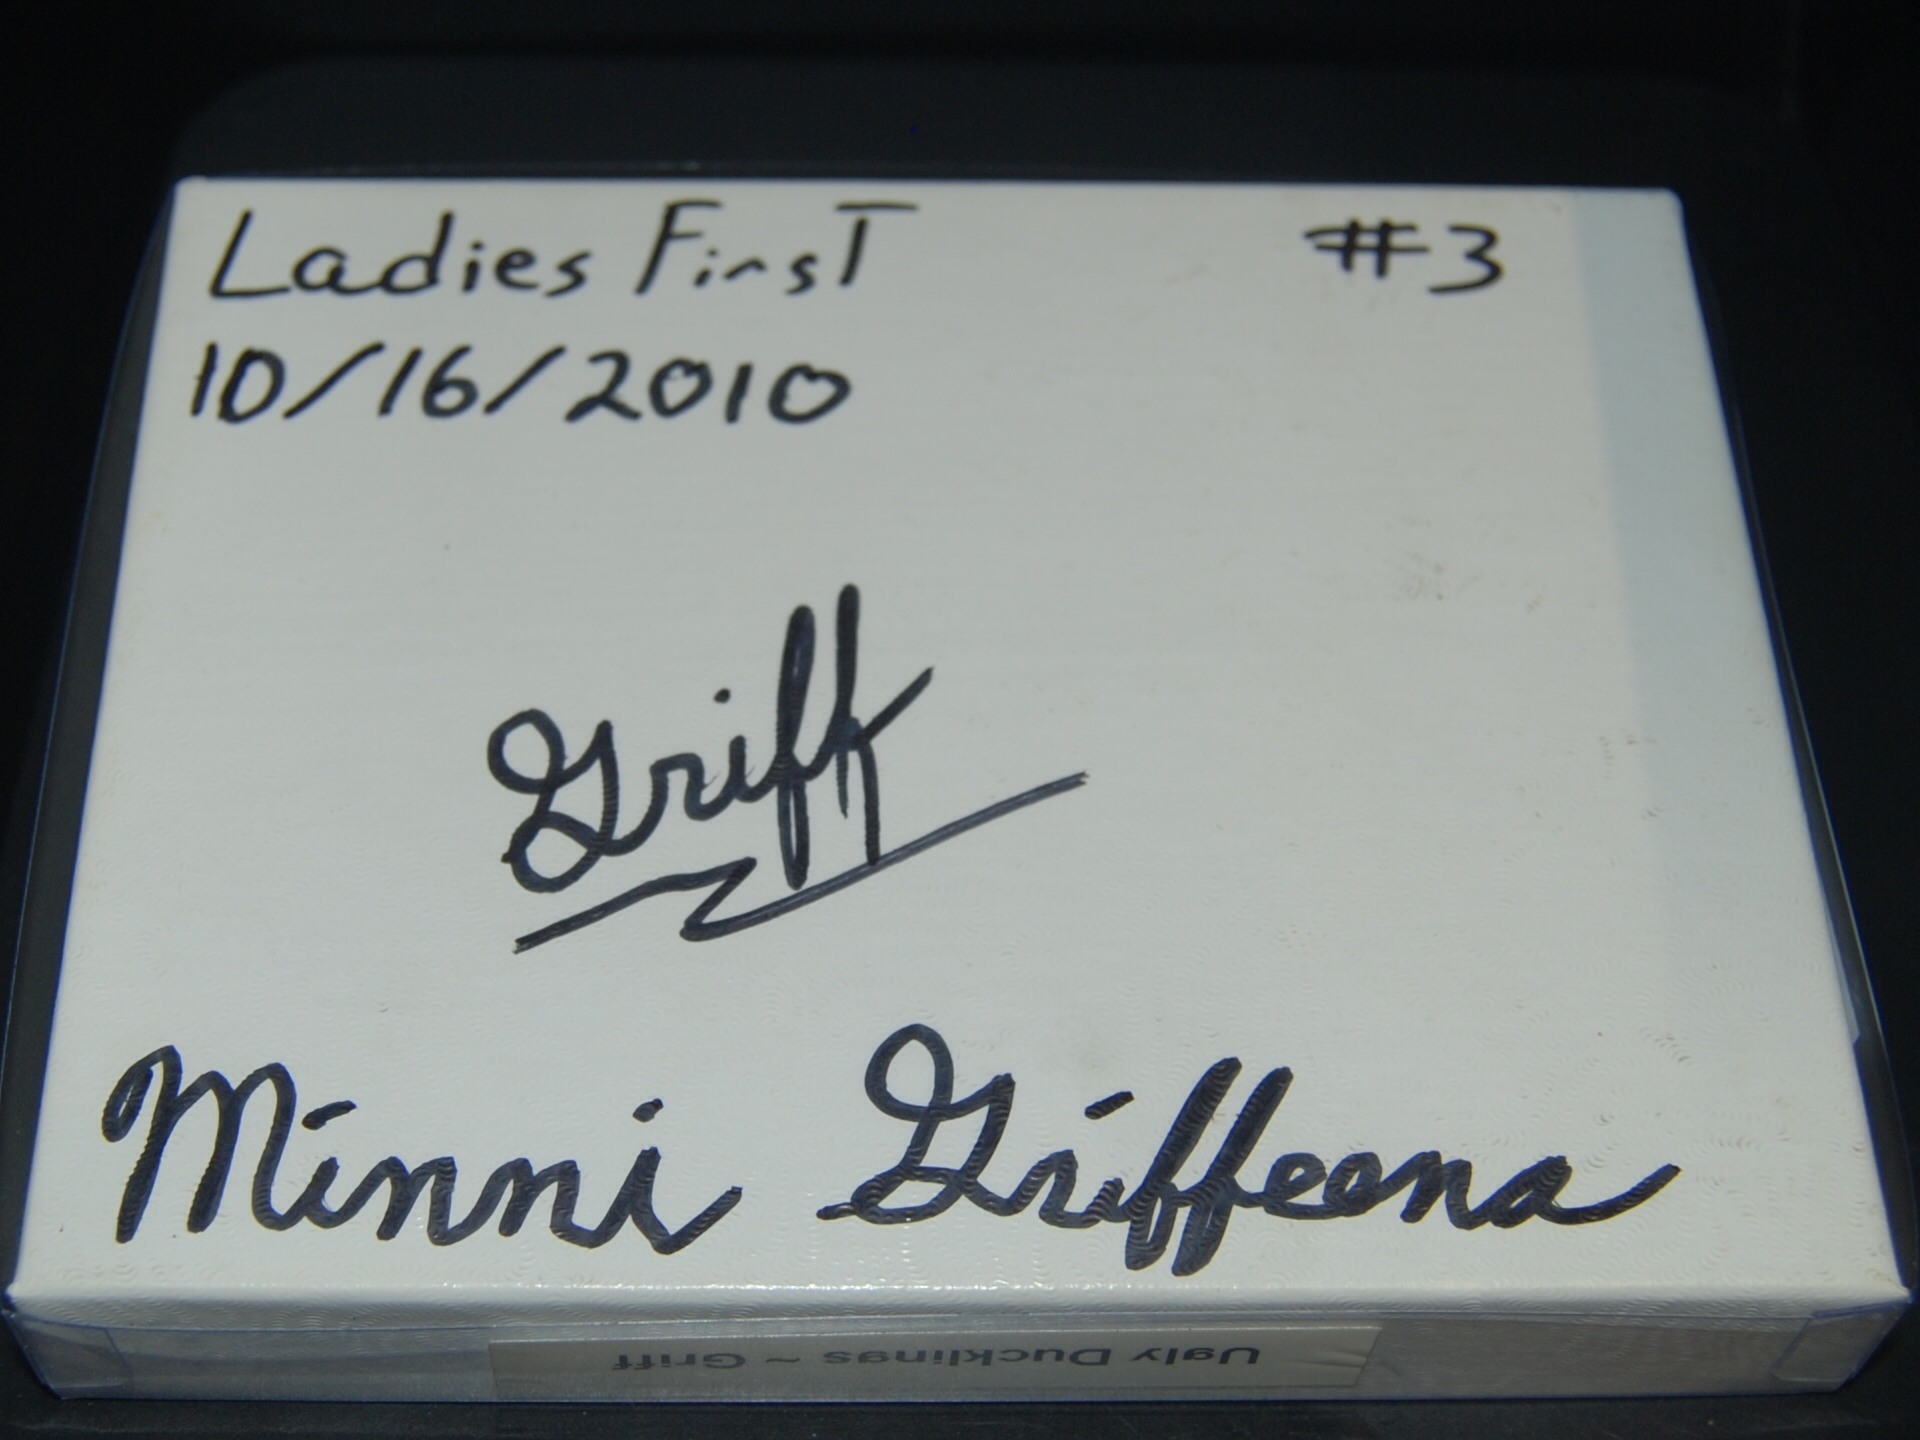 Ladies First #3
10/16/2010
Griff
Minni Griffeena
Ugly Ducklings ~ Griff